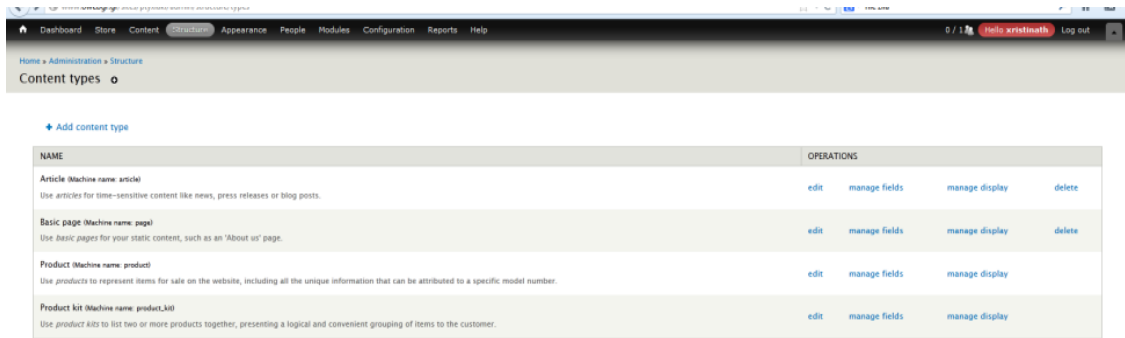 Dashboard Store Content Structure Appearance People Modules Configuration Reports Help Hello xristinath Log out
Home » Administration » Structure
Content types
+ Add content type
NAME OPERATIONS
Article (Machine name: article)
Use articles for time-sensitive content like news, press releases or blog posts.
edit manage fields manage display delete
Basic page (Machine name: page)
Use basic pages for your static content, such as an 'About us' page.
edit manage fields manage display delete
Product (Machine name: product)
Use products to represent items for sale on the website, including all the unique information that can be attributed to a specific model number.
edit manage fields manage display
Product kit (Machine name: product_kit)
Use product kits to list two or more products together, presenting a logical and convenient grouping of items to the customer.
edit manage fields manage display